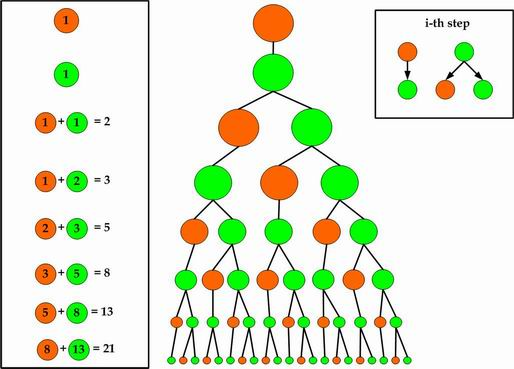 1
1
1 + 1 = 2
1 + 2 = 3
2 + 3 = 5
3 + 5 = 8
5 + 8 = 13
8 + 13 = 21
i-th step